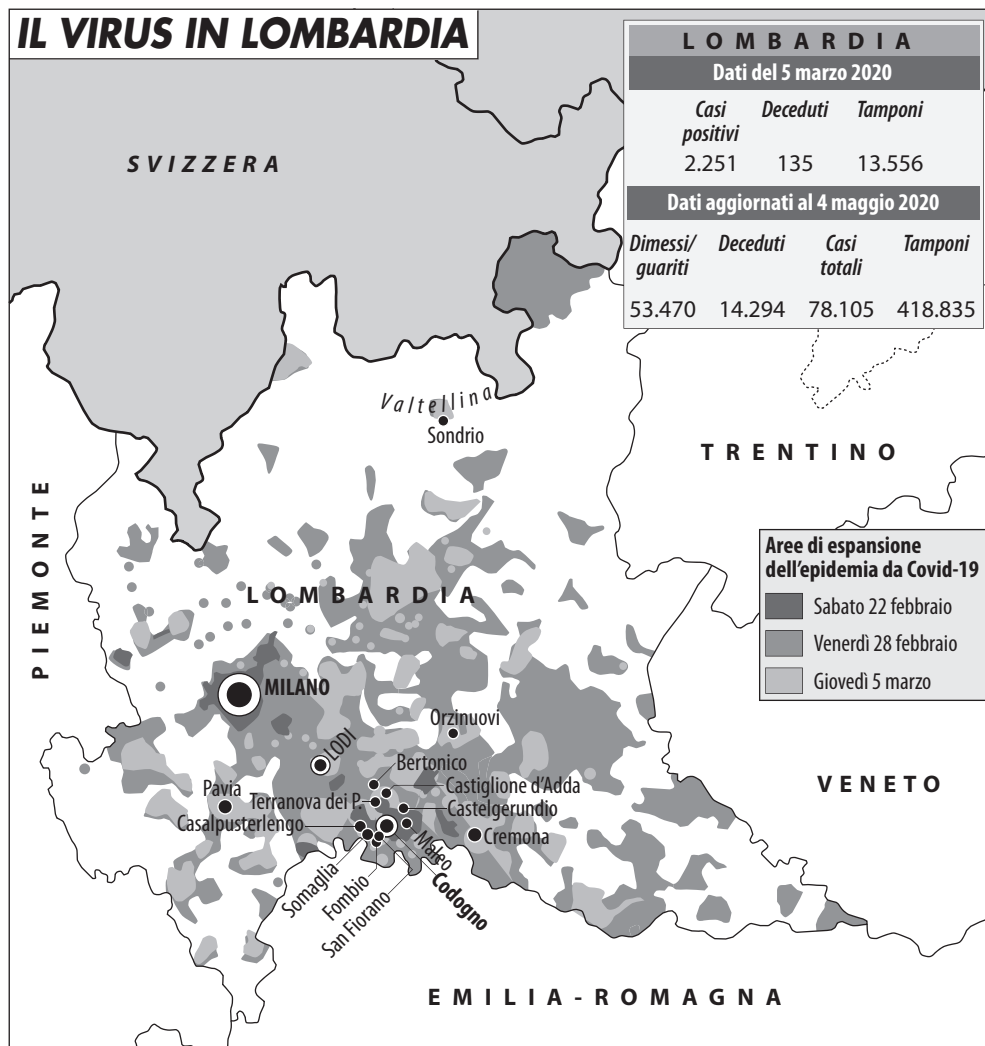 IL VIRUS IN LOMBARDIA
LOMBARDIA
Dati del 5 marzo 2020
Casi positivi Deceduti Tamponi
2.251 135 13.556
Dati aggiornati al 4 maggio 2020
Dimessi/guariti Deceduti Casi totali Tamponi
53.470 14.294 78.105 418.835
SVIZZERA
Valtellina
Sondrio
TRENTINO
PIEMONTE
Aree di espansione
dell'epidemia da Covid-19
Sabato 22 febbraio
Venerdì 28 febbraio
Giovedì 5 marzo
LOMBARDIA
MILANO
Orzinuovi
LODI
Bertonico
VENETO
Pavia
Castiglione d'Adda
Terranova dei P.
Castelgerundio
Casalpusterlengo
Maleo
Cremona
Somaglia
Fombio
San Fiorano
Codogno
EMILIA-ROMAGNA